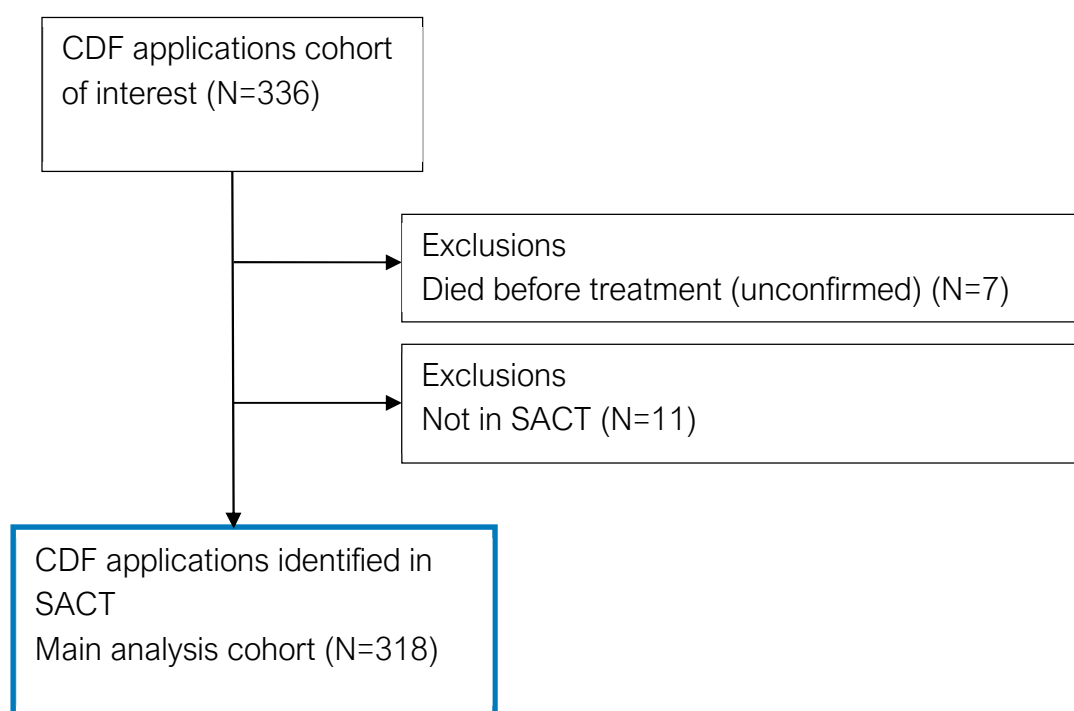 CDF applications cohort
of interest (N=336)
Exclusions
Died before treatment (unconfirmed) (N=7)
Exclusions
Not in SACT (N=11)
CDF applications identified in
SACT
Main analysis cohort (N=318)